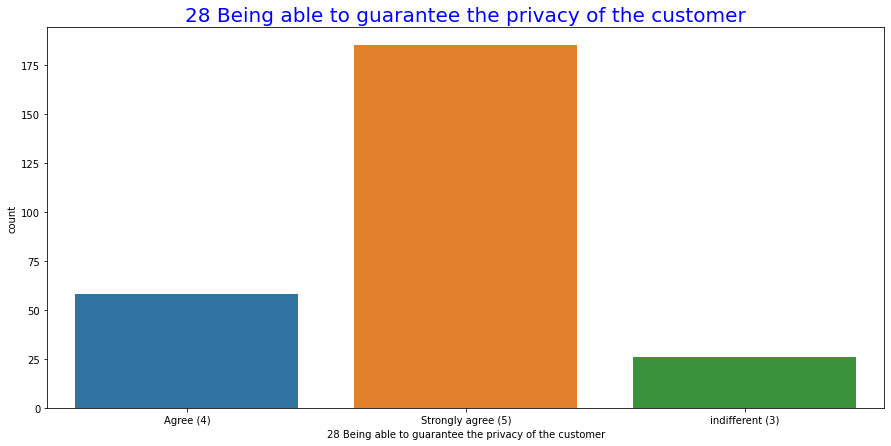 28 Being able to guarantee the privacy of the customer
175
150
125
100
75
50
25
0
count
Agree (4)
Strongly agree (5)
indifferent (3)
28 Being able to guarantee the privacy of the customer